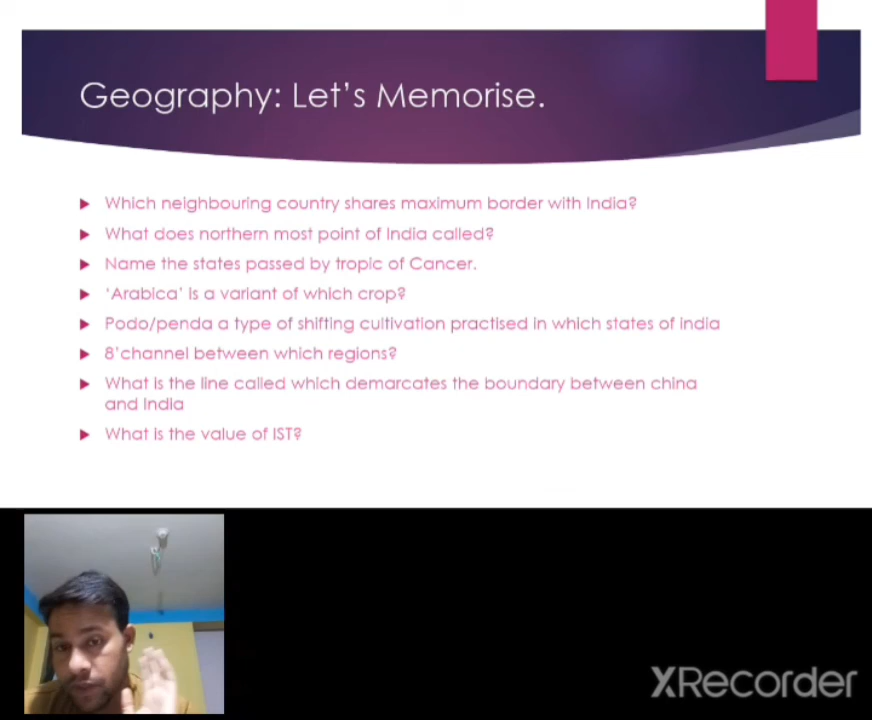 Geography: Let's Memorise.
Which neighbouring country shares maximum border with India?
What does northern most point of India called?
Name the states passed by tropic of Cancer.
‘Arabica’ is a variant of which crop?
Podo/penda a type of shifting cultivation practised in which states of india
8’channel between which regions?
What is the line called which demarcates the boundary between china
and India
What is the value of IST?
XRecorder